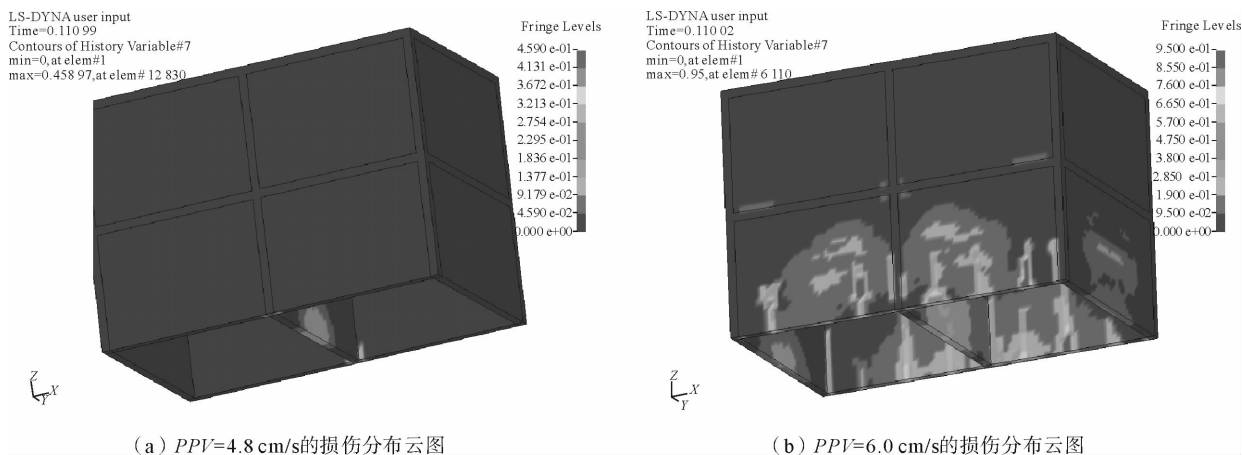 LS-DYNA user input
Time=0.110 99
Contours of History Variable#7
min=0,at elem#1
max=0.458 97,at elem# 12 830
Fringe Levels
4.590 e-01
4.131 e-01
3.672 e-01
3.213 e-01
2.754 e-01
2.295 e-01
1.836 e-01
1.377 e-01
9.179 e-02
4.590 e-02
0.000 e+00
Z
X
Y
(a) PPV=4.8 cm/s的损伤分布云图
LS-DYNA user input
Time=0.110 02
Contours of History Variable#7
min=0,at elem#1
max=0.95,at elem# 6 110
Fringe Levels
9.500 e-01
8.550 e-01
7.600 e-01
6.650 e-01
5.700 e-01
4.750 e-01
3.800 e-01
2.850 e-01
1.900 e-01
9.500 e-02
0.000 e+00
Z
X
Y
(b) PPV=6.0 cm/s的损伤分布云图